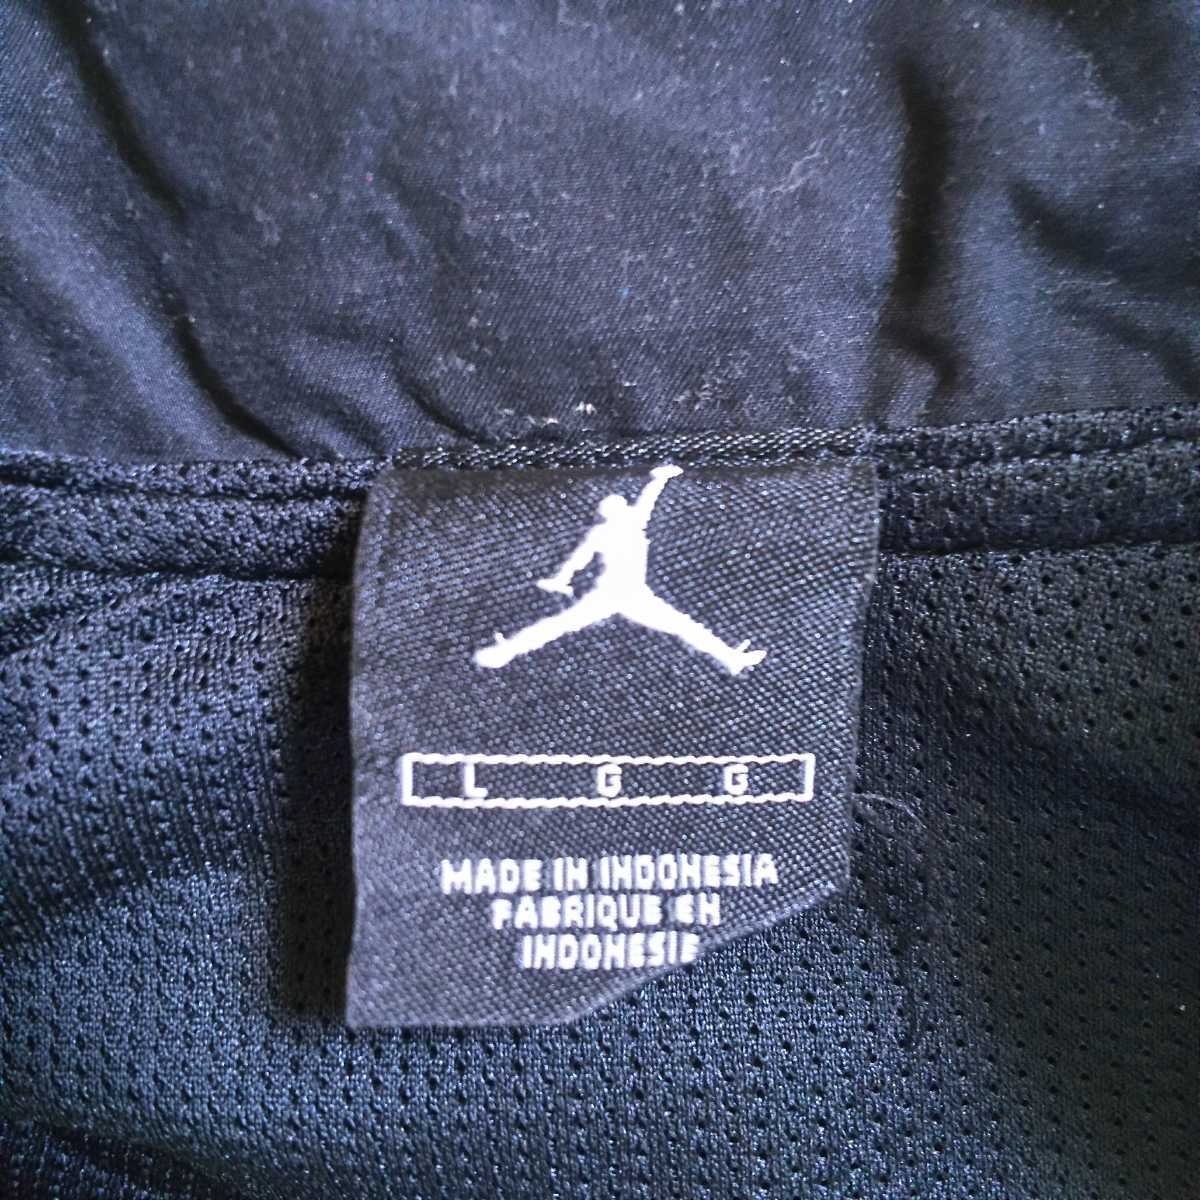 L G G
MADE IN INDONESIA
FABRIQUE EN
INDONESIE